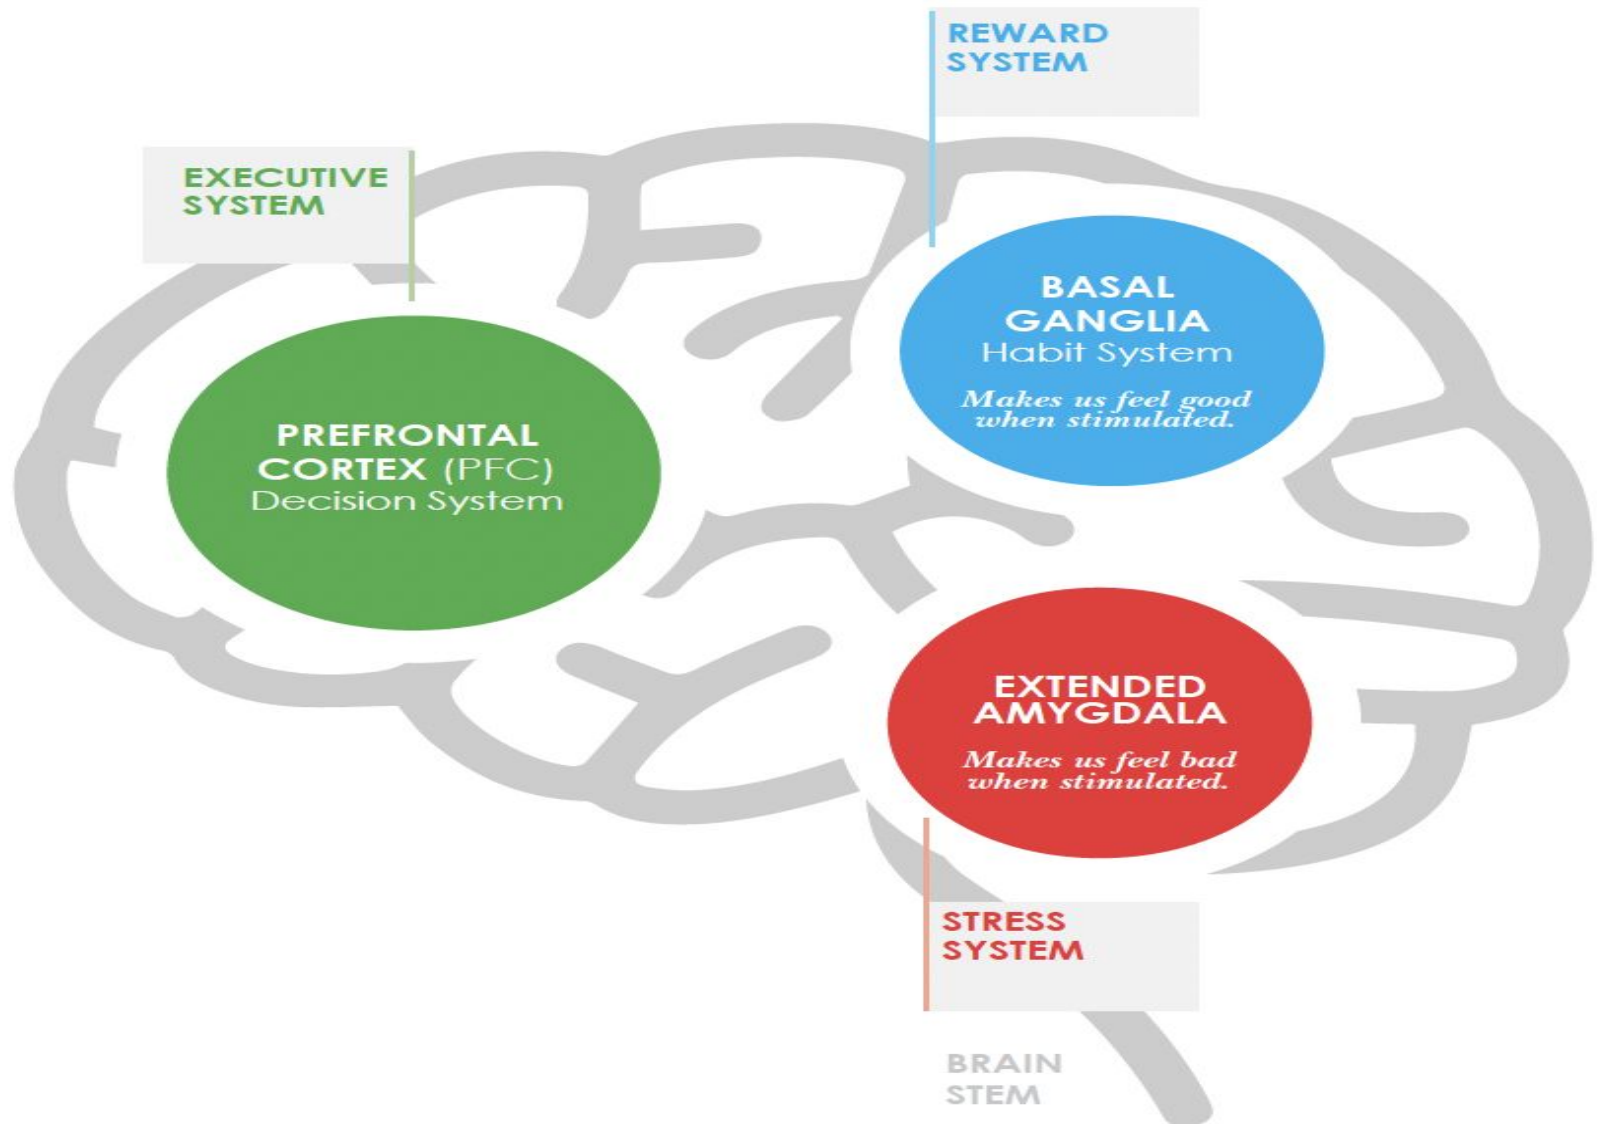 REWARD
SYSTEM
EXECUTIVE
SYSTEM
BASAL
GANGLIA
Habit System
Makes us feel good
when stimulated.
PREFRONTAL
CORTEX (PFC)
Decision System
EXTENDED
AMYGDALA
Makes us feel bad
when stimulated.
STRESS
SYSTEM
BRAIN
STEM